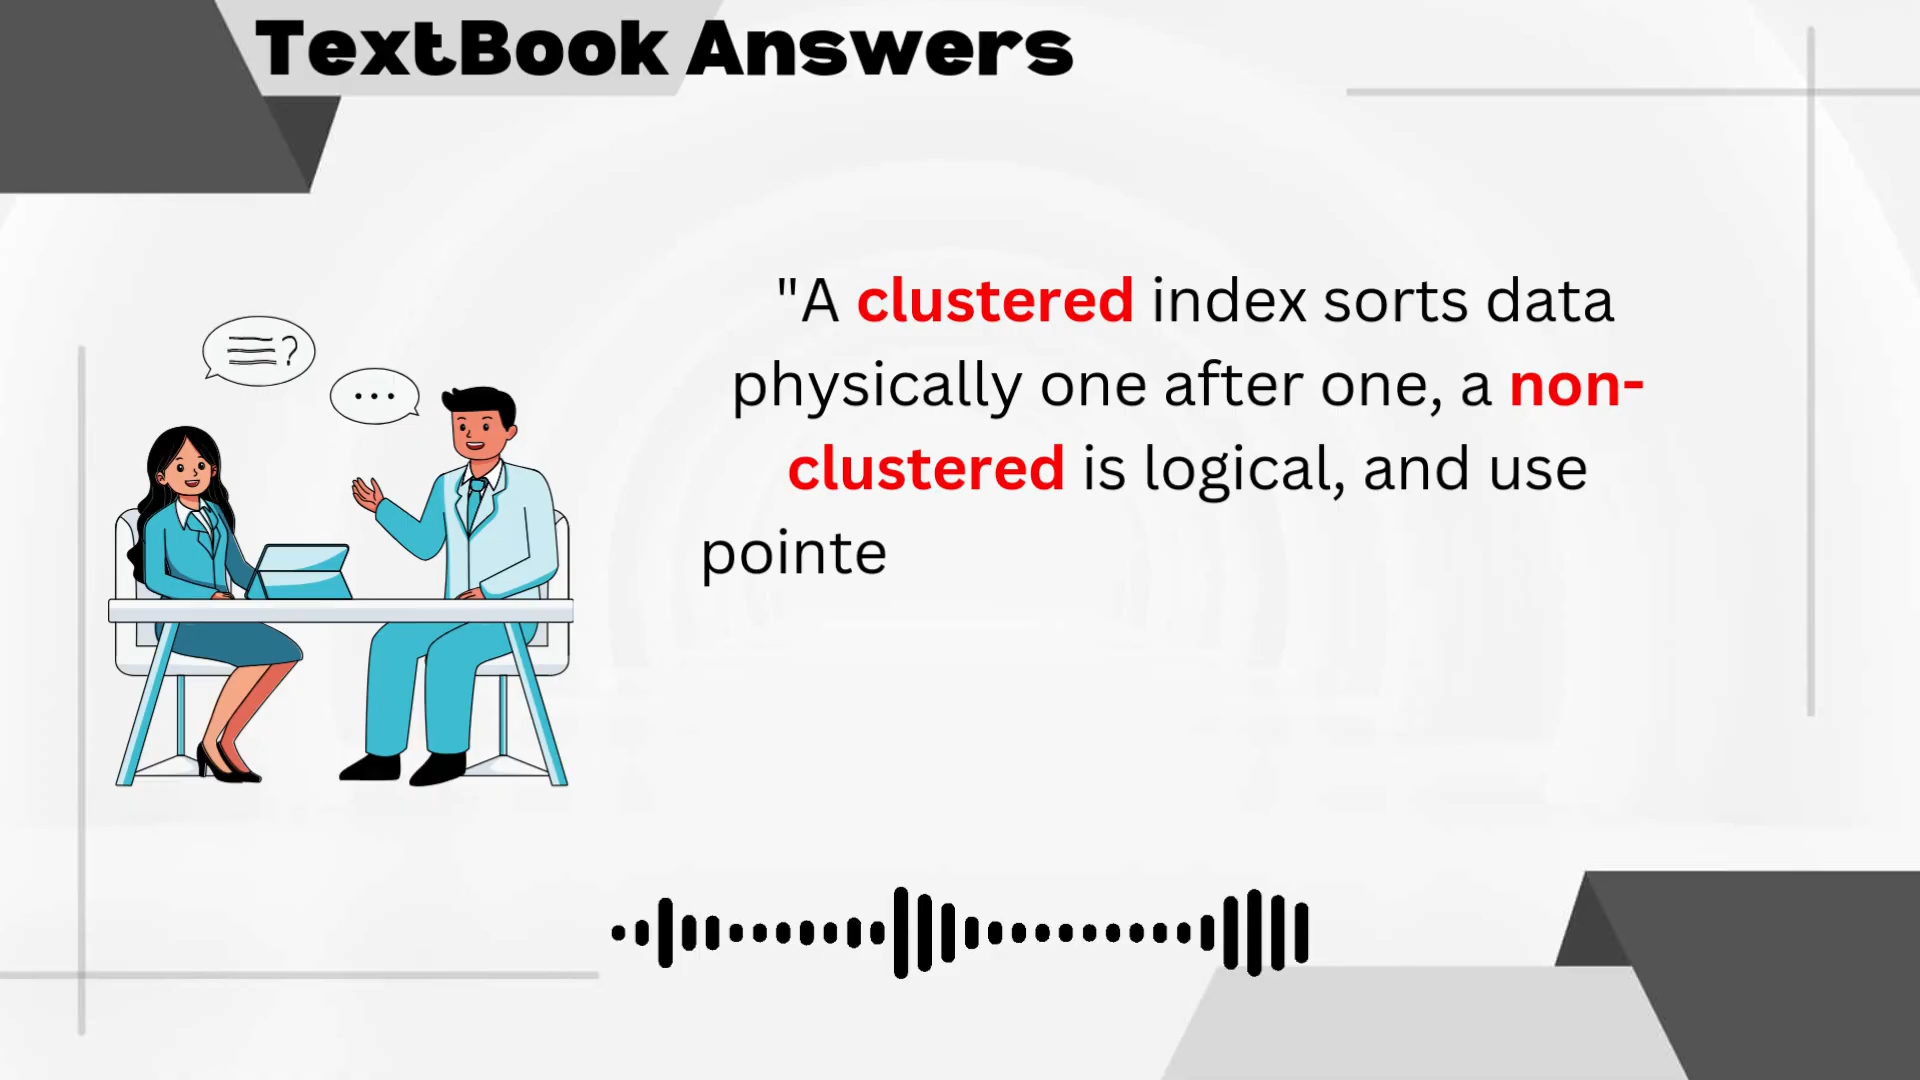 TextBook Answers
?
"A clustered index sorts data
physically one after one, a non-
clustered is logical, and use
pointe